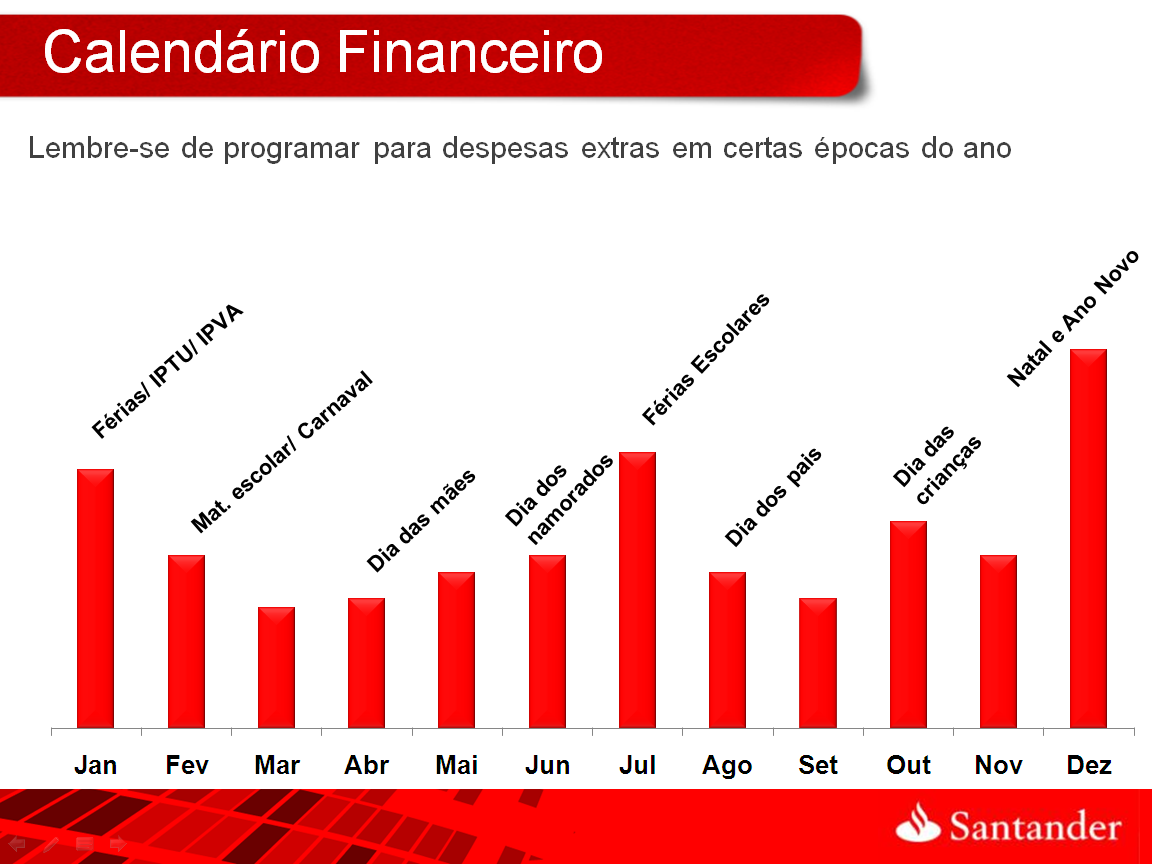 Calendário Financeiro
Lembre-se de programar para despesas extras em certas épocas do ano
Férias/ IPTU/ IPVA
Mat. escolar/ Carnaval
Dia das mães
Dia dos
namorados
Férias Escolares
Dia dos pais
Dia das
crianças
Natal e Ano Novo
Jan Fev Mar Abr Mai Jun Jul Ago Set Out Nov Dez
Santander